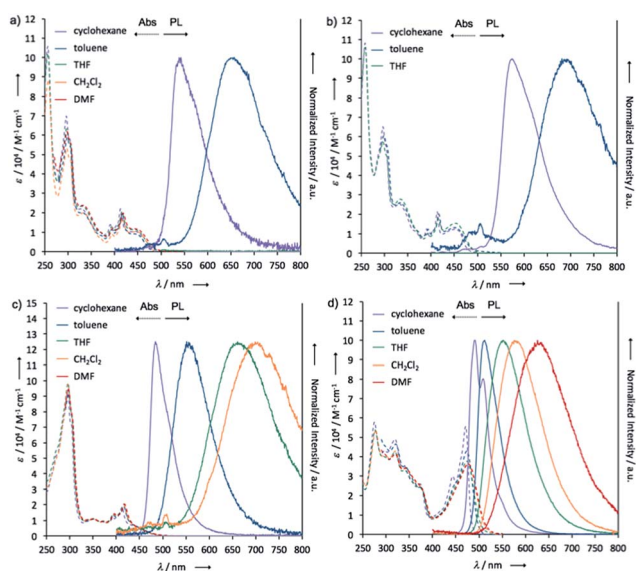 a)
12
11
10
9
8
7
6
5
4
3
2
1
0
ε / 10⁴ / M⁻¹ cm⁻¹
cyclohexane
toluene
THF
CH₂Cl₂
DMF
Abs PL
Normalized Intensity / a.u.
250 300 350 400 450 500 550 600 650 700 750 800
λ / nm
b)
12
11
10
9
8
7
6
5
4
3
2
1
0
ε / 10⁴ / M⁻¹ cm⁻¹
cyclohexane
toluene
THF
Abs PL
Normalized Intensity / a.u.
250 300 350 400 450 500 550 600 650 700 750 800
λ / nm
c)
15
14
13
12
11
10
9
8
7
6
5
4
3
2
1
0
ε / 10⁴ / M⁻¹ cm⁻¹
cyclohexane
toluene
THF
CH₂Cl₂
DMF
Abs PL
Normalized Intensity / a.u.
250 300 350 400 450 500 550 600 650 700 750 800
λ / nm
d)
12
11
10
9
8
7
6
5
4
3
2
1
0
ε / 10⁴ / M⁻¹ cm⁻¹
cyclohexane
toluene
THF
CH₂Cl₂
DMF
Abs PL
Normalized Intensity / a.u.
250 300 350 400 450 500 550 600 650 700 750 800
λ / nm